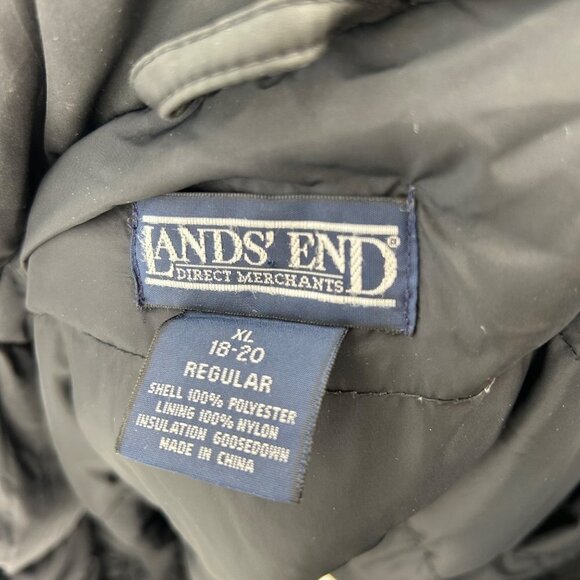 LANDS' END®
DIRECT MERCHANTS
XL
18-20
REGULAR
SHELL 100% POLYESTER
LINING 100% NYLON
INSULATION GOOSEDOWN
MADE IN CHINA